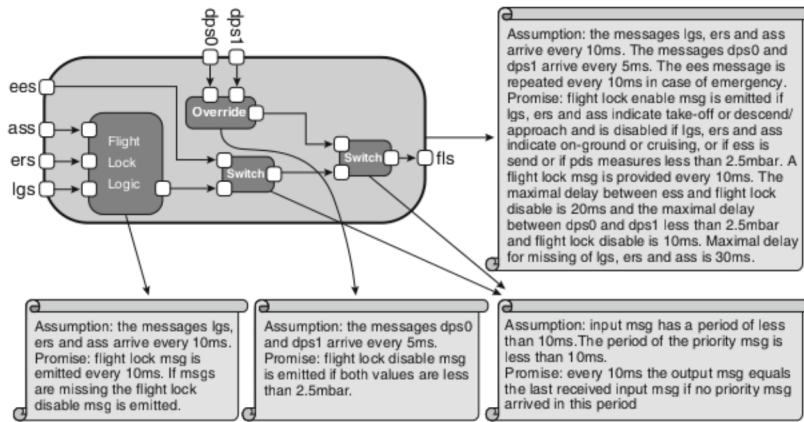 dps0
dps1
ees
ass
ers
lgs
Flight
Lock
Logic
Override
Switch
Switch
fls
Assumption: the messages lgs, ers and ass
arrive every 10ms. The messages dps0 and
dps1 arrive every 5ms. The ees message is
repeated every 10ms in case of emergency.
Promise: flight lock enable msg is emitted if
lgs, ers and ass indicate take-off or descend/
approach and is disabled if lgs, ers and ass
indicate on-ground or cruising, or if ess is
send or if pds measures less than 2.5mbar. A
flight lock msg is provided every 10ms. The
maximal delay between ess and flight lock
disable is 20ms and the maximal delay
between dps0 and dps1 less than 2.5mbar
and flight lock disable is 10ms. Maximal delay
for missing of lgs, ers and ass is 30ms.
Assumption: the messages lgs,
ers and ass arrive every 10ms.
Promise: flight lock msg is
emitted every 10ms. If msgs
are missing the flight lock
disable msg is emitted.
Assumption: the messages dps0
and dps1 arrive every 5ms.
Promise: flight lock disable msg
is emitted if both values are less
than 2.5mbar.
Assumption: input msg has a period of less
than 10ms.The period of the priority msg is
less than 10ms.
Promise: every 10ms the output msg equals
the last received input msg if no priority msg
arrived in this period